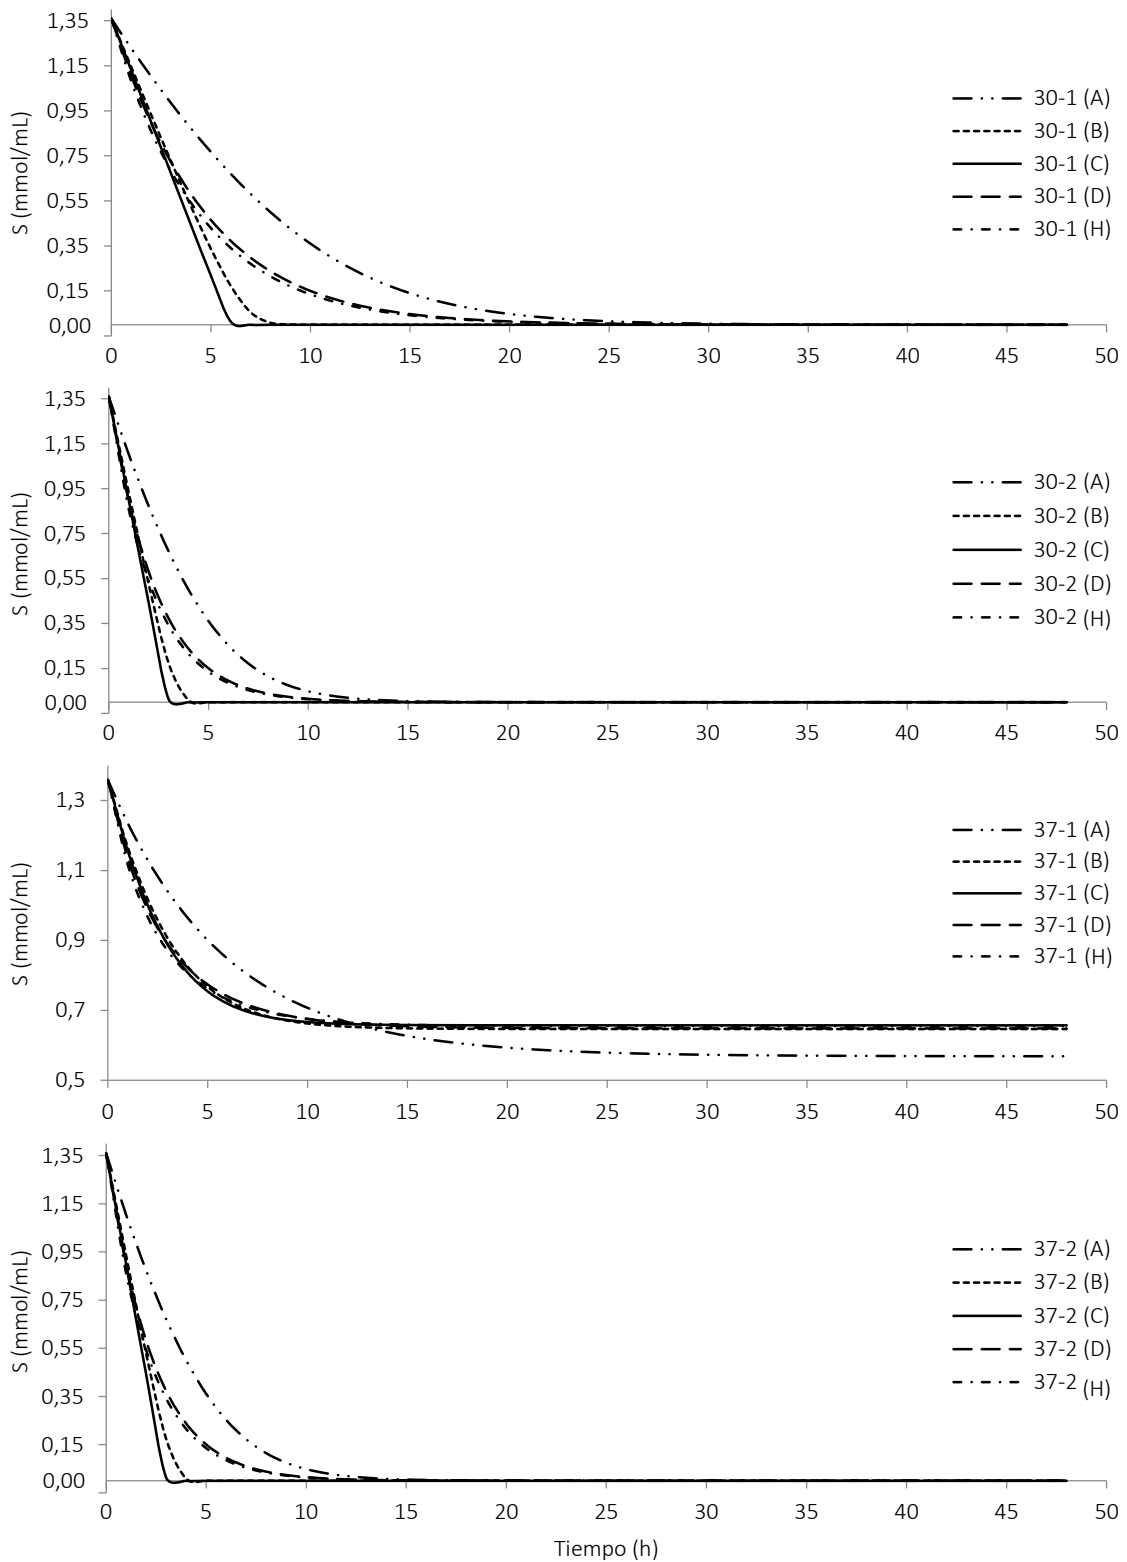 1,35
1,15
0,95
0,75
0,55
0,35
0,15
0,00
S (mmol/mL)
30-1 (A)
30-1 (B)
30-1 (C)
30-1 (D)
30-1 (H)
0 5 10 15 20 25 30 35 40 45 50
1,35
1,15
0,95
0,75
0,55
0,35
0,15
0,00
S (mmol/mL)
30-2 (A)
30-2 (B)
30-2 (C)
30-2 (D)
30-2 (H)
0 5 10 15 20 25 30 35 40 45 50
1,3
1,1
0,9
0,7
0,5
S (mmol/mL)
37-1 (A)
37-1 (B)
37-1 (C)
37-1 (D)
37-1 (H)
0 5 10 15 20 25 30 35 40 45 50
1,35
1,15
0,95
0,75
0,55
0,35
0,15
0,00
S (mmol/mL)
37-2 (A)
37-2 (B)
37-2 (C)
37-2 (D)
37-2 (H)
0 5 10 15 20 25 30 35 40 45 50
Tiempo (h)